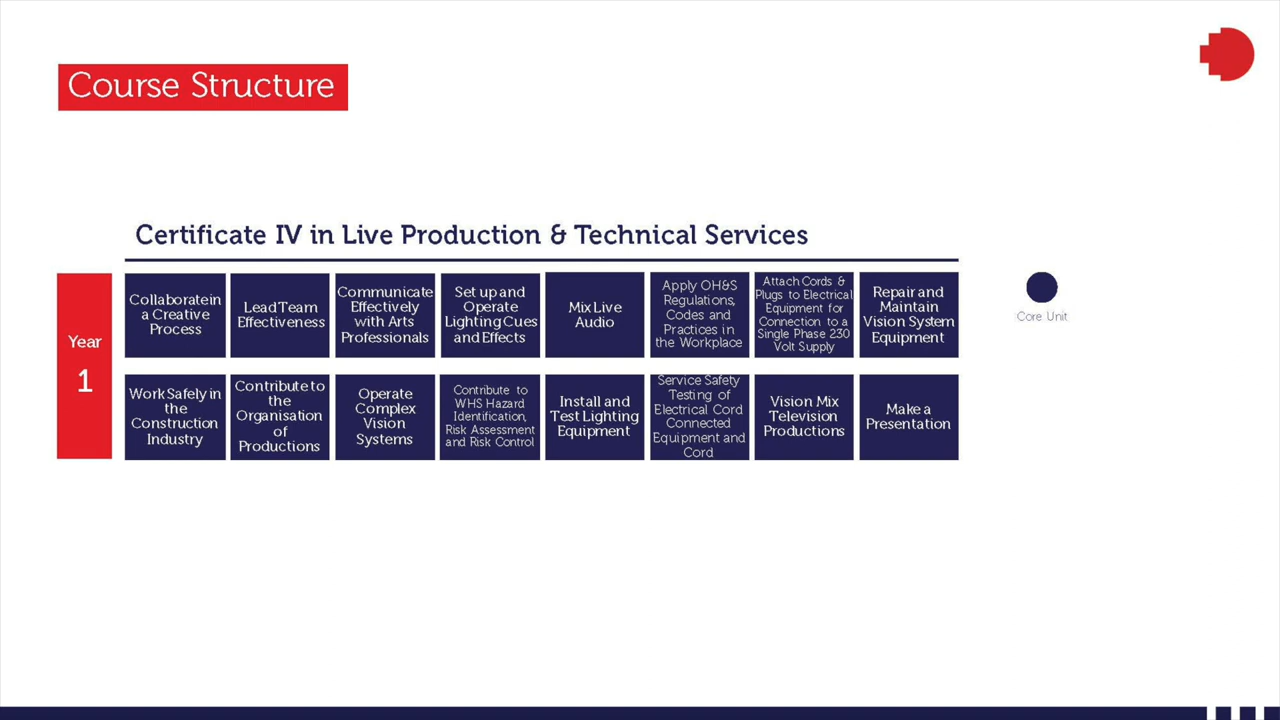 Course Structure
Certificate IV in Live Production & Technical Services
Year
1
Collaborate in
a Creative
Process
Lead Team
Effectiveness
Communicate
Effectively
with Arts
Professionals
Set up and
Operate
Lighting Cues
and Effects
Mix Live
Audio
Apply OH&S
Regulations,
Codes and
Practices in
the Workplace
Attach Cords &
Plugs to Electrical
Equipment for
Connection to a
Single Phase 230
Volt Supply
Repair and
Maintain
Vision System
Equipment
Work Safely in
the
Construction
Industry
Contribute to
the
Organisation
of
Productions
Operate
Complex
Vision
Systems
Contribute to
WHS Hazard
Identification,
Risk Assessment
and Risk Control
Install and
Test Lighting
Equipment
Service Safety
Testing of
Electrical Cord
Connected
Equipment and
Cord
Vision Mix
Television
Productions
Make a
Presentation
Core Unit